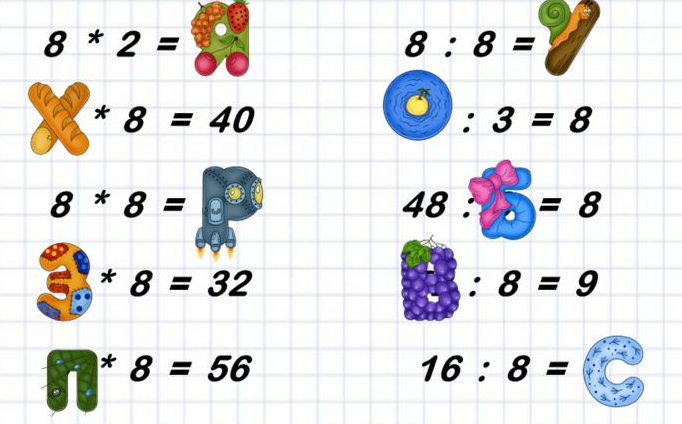 8 * 2 = Я
8 : 8 = У
Х * 8 = 40
О : 3 = 8
8 * 8 = Р
48 : Б = 8
З * 8 = 32
В : 8 = 9
П * 8 = 56
16 : 8 = С